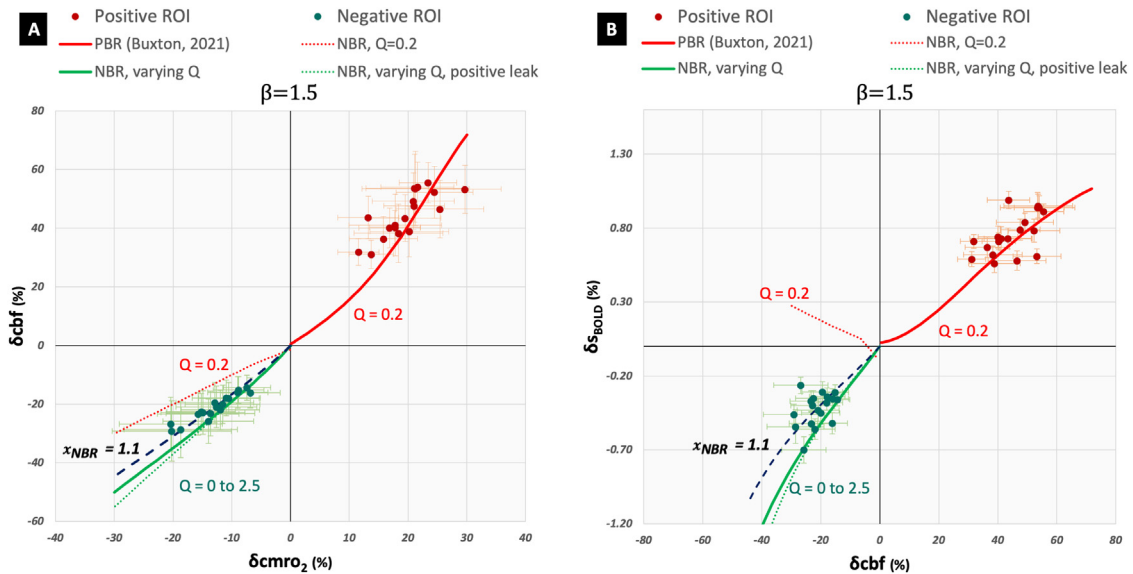 A
Positive ROI
Negative ROI
PBR (Buxton, 2021)
NBR, Q=0.2
NBR, varying Q
NBR, varying Q, positive leak
β=1.5
80
60
40
20
0
-20
-40
-60
-40
-30
-20
-10
0
10
20
30
40
δcbf (%)
δcmro₂ (%)
Q = 0.2
Q = 0.2
xNBR = 1.1
Q = 0 to 2.5
B
Positive ROI
Negative ROI
PBR (Buxton, 2021)
NBR, Q=0.2
NBR, varying Q
NBR, varying Q, positive leak
β=1.5
1.30
0.80
0.30
-0.20
-0.70
-1.20
-60
-40
-20
0
20
40
60
80
δsBOLD (%)
δcbf (%)
Q = 0.2
Q = 0.2
xNBR = 1.1
Q = 0 to 2.5